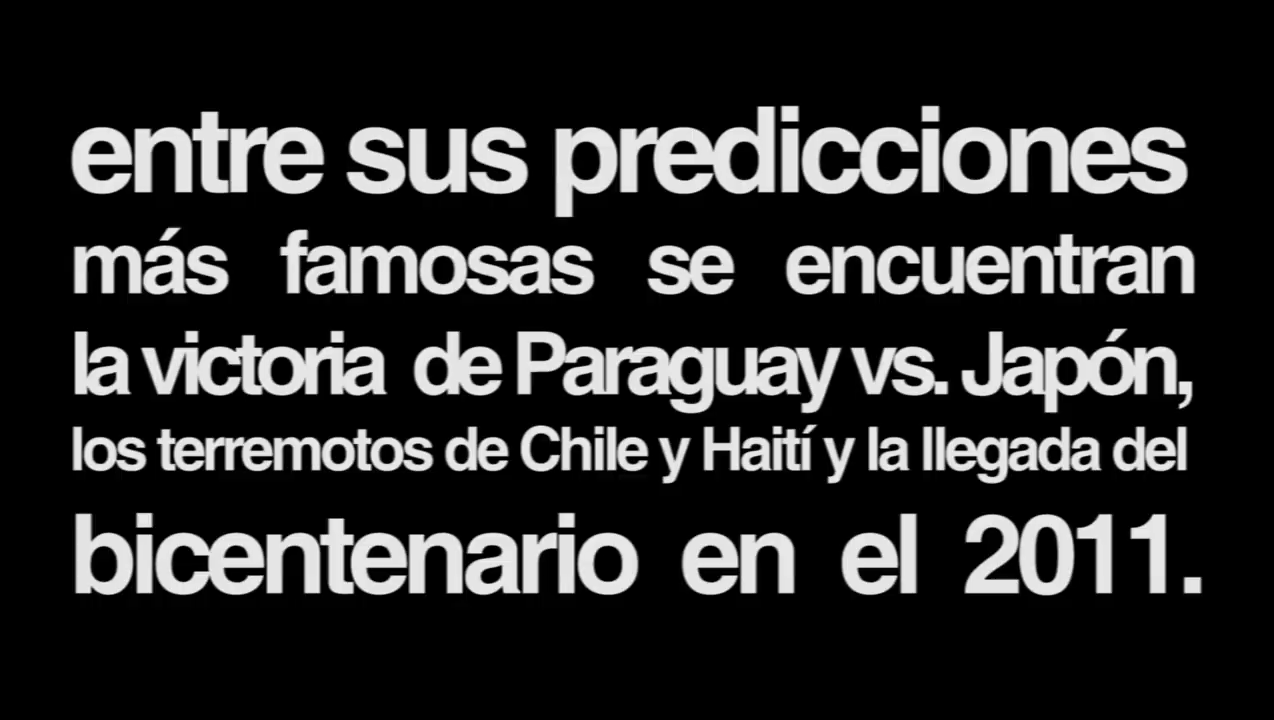 entre sus predicciones
más famosas se encuentran
la victoria de Paraguay vs. Japón,
los terremotos de Chile y Haití y la llegada del
bicentenario en el 2011.